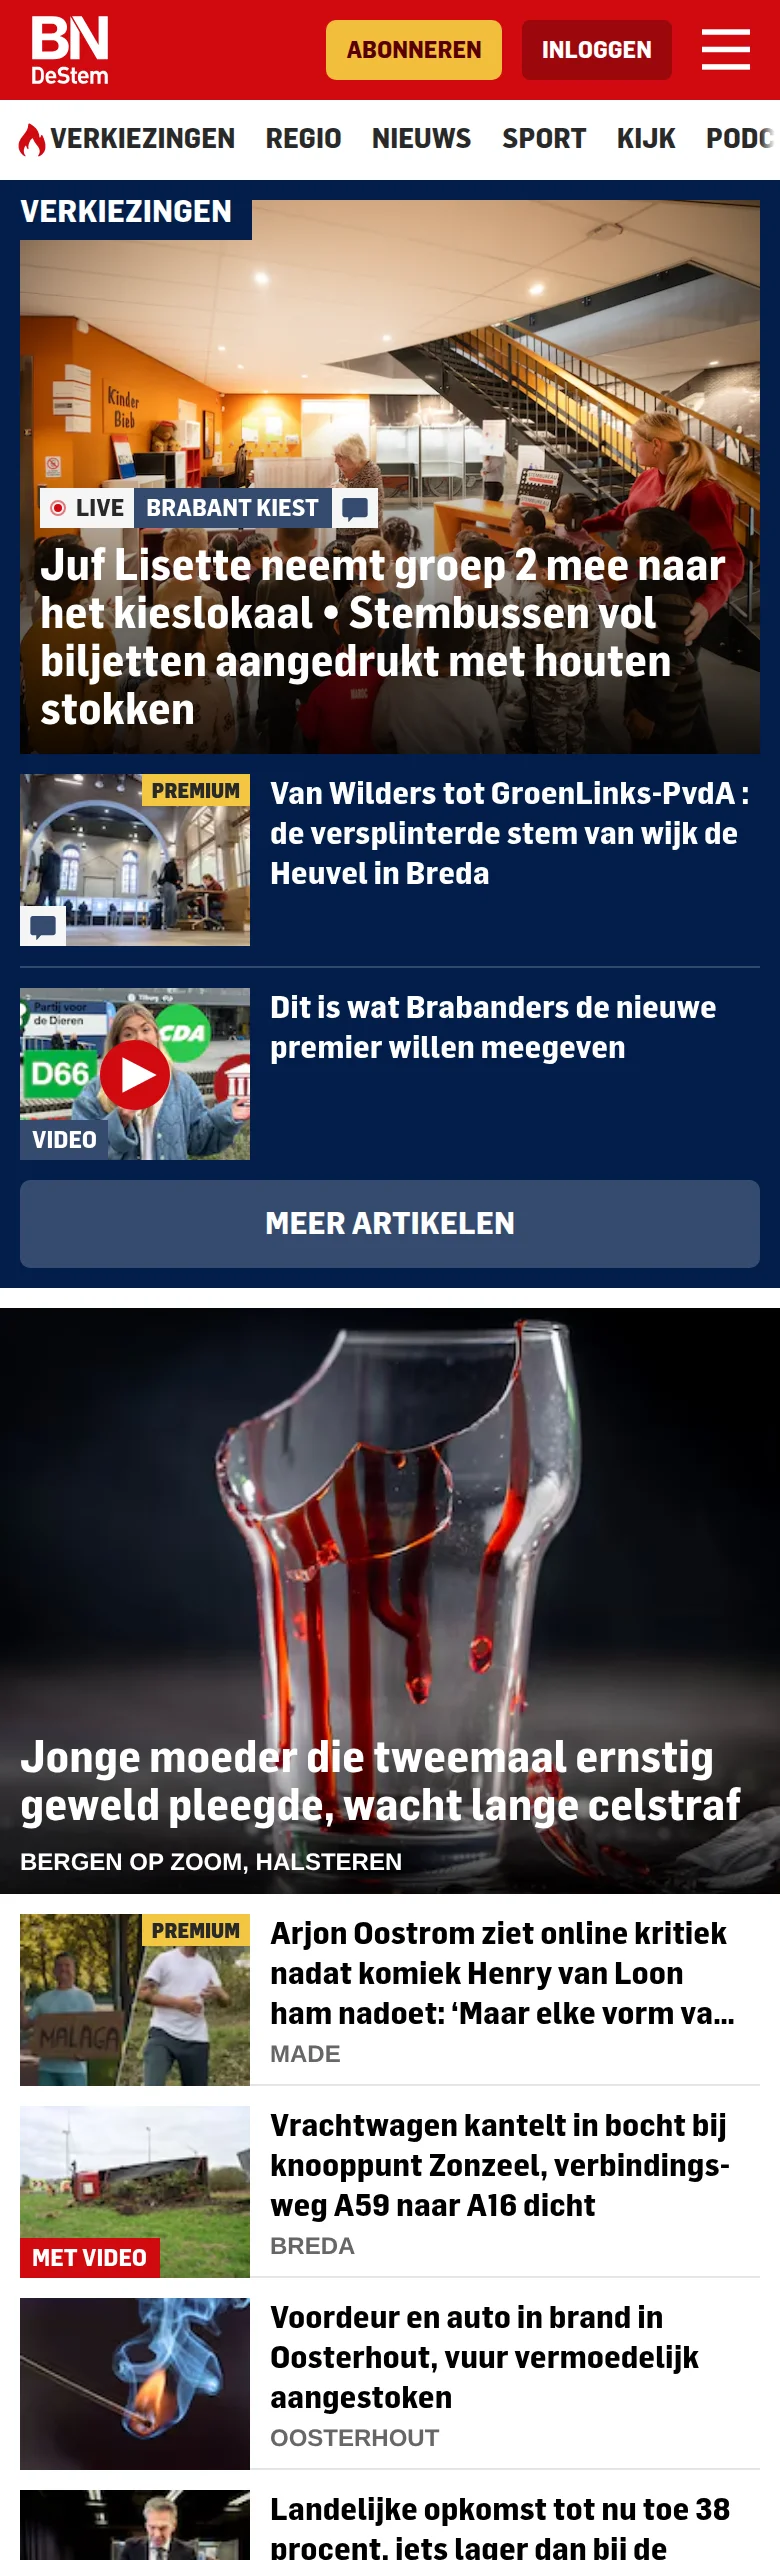 BN
DeStem
ABONNEREN
INLOGGEN
VERKIEZINGEN REGIO NIEUWS SPORT KIJK PODC
VERKIEZINGEN
Kinder
Bieb
LIVE BRABANT KIEST
MAROC
Juf Lisette neemt groep 2 mee naar
het kieslokaal • Stembussen vol
biljetten aangedrukt met houten
stokken
PREMIUM
Van Wilders tot GroenLinks-PvdA :
de versplinterde stem van wijk de
Heuvel in Breda
Partij voor
de Dieren
Tilburg
CDA
D66
VIDEO
Dit is wat Brabanders de nieuwe
premier willen meegeven
MEER ARTIKELEN
Jonge moeder die tweemaal ernstig
geweld pleegde, wacht lange celstraf
BERGEN OP ZOOM, HALSTEREN
PREMIUM
MALAGA
Arjon Oostrom ziet online kritiek
nadat komiek Henry van Loon
ham nadoet: ‘Maar elke vorm va...
MADE
MET VIDEO
Vrachtwagen kantelt in bocht bij
knooppunt Zonzeel, verbindings-
weg A59 naar A16 dicht
BREDA
Voordeur en auto in brand in
Oosterhout, vuur vermoedelijk
aangestoken
OOSTERHOUT
Landelijke opkomst tot nu toe 38
procent, iets lager dan bij de